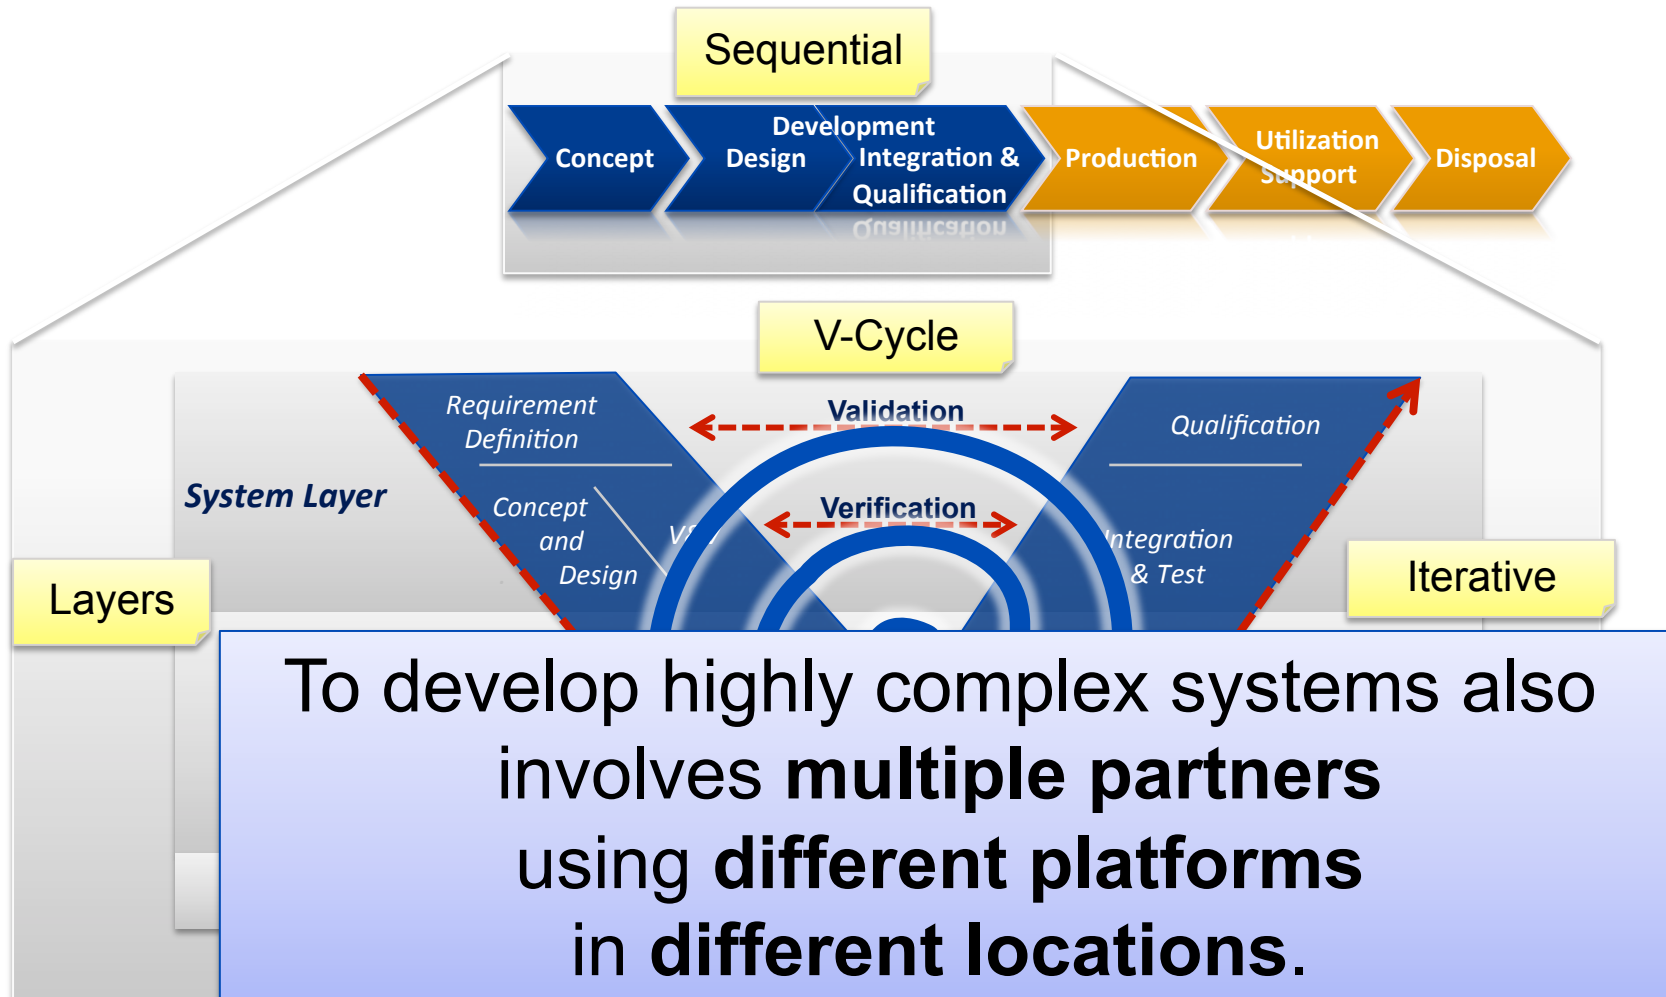 Sequential
Development
Concept
Design
Integration &
Qualification
Production
Utilization
Support
Disposal
V-Cycle
Requirement
Definition
Validation
Qualification
System Layer
Concept
and
Design
Verification
Integration
& Test
Layers
Iterative
To develop highly complex systems also
involves multiple partners
using different platforms
in different locations.